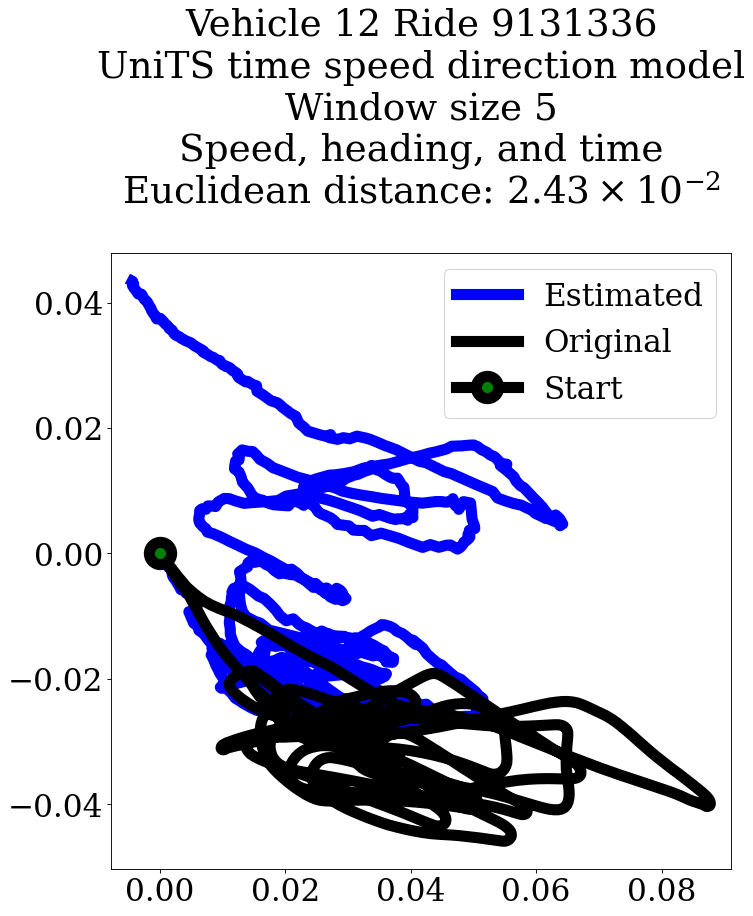 Vehicle 12 Ride 9131336
UniTS time speed direction model
Window size 5
Speed, heading, and time
Euclidean distance: 2.43 × 10⁻²
Estimated
Original
Start
0.04
0.02
0.00
−0.02
−0.04
0.00 0.02 0.04 0.06 0.08